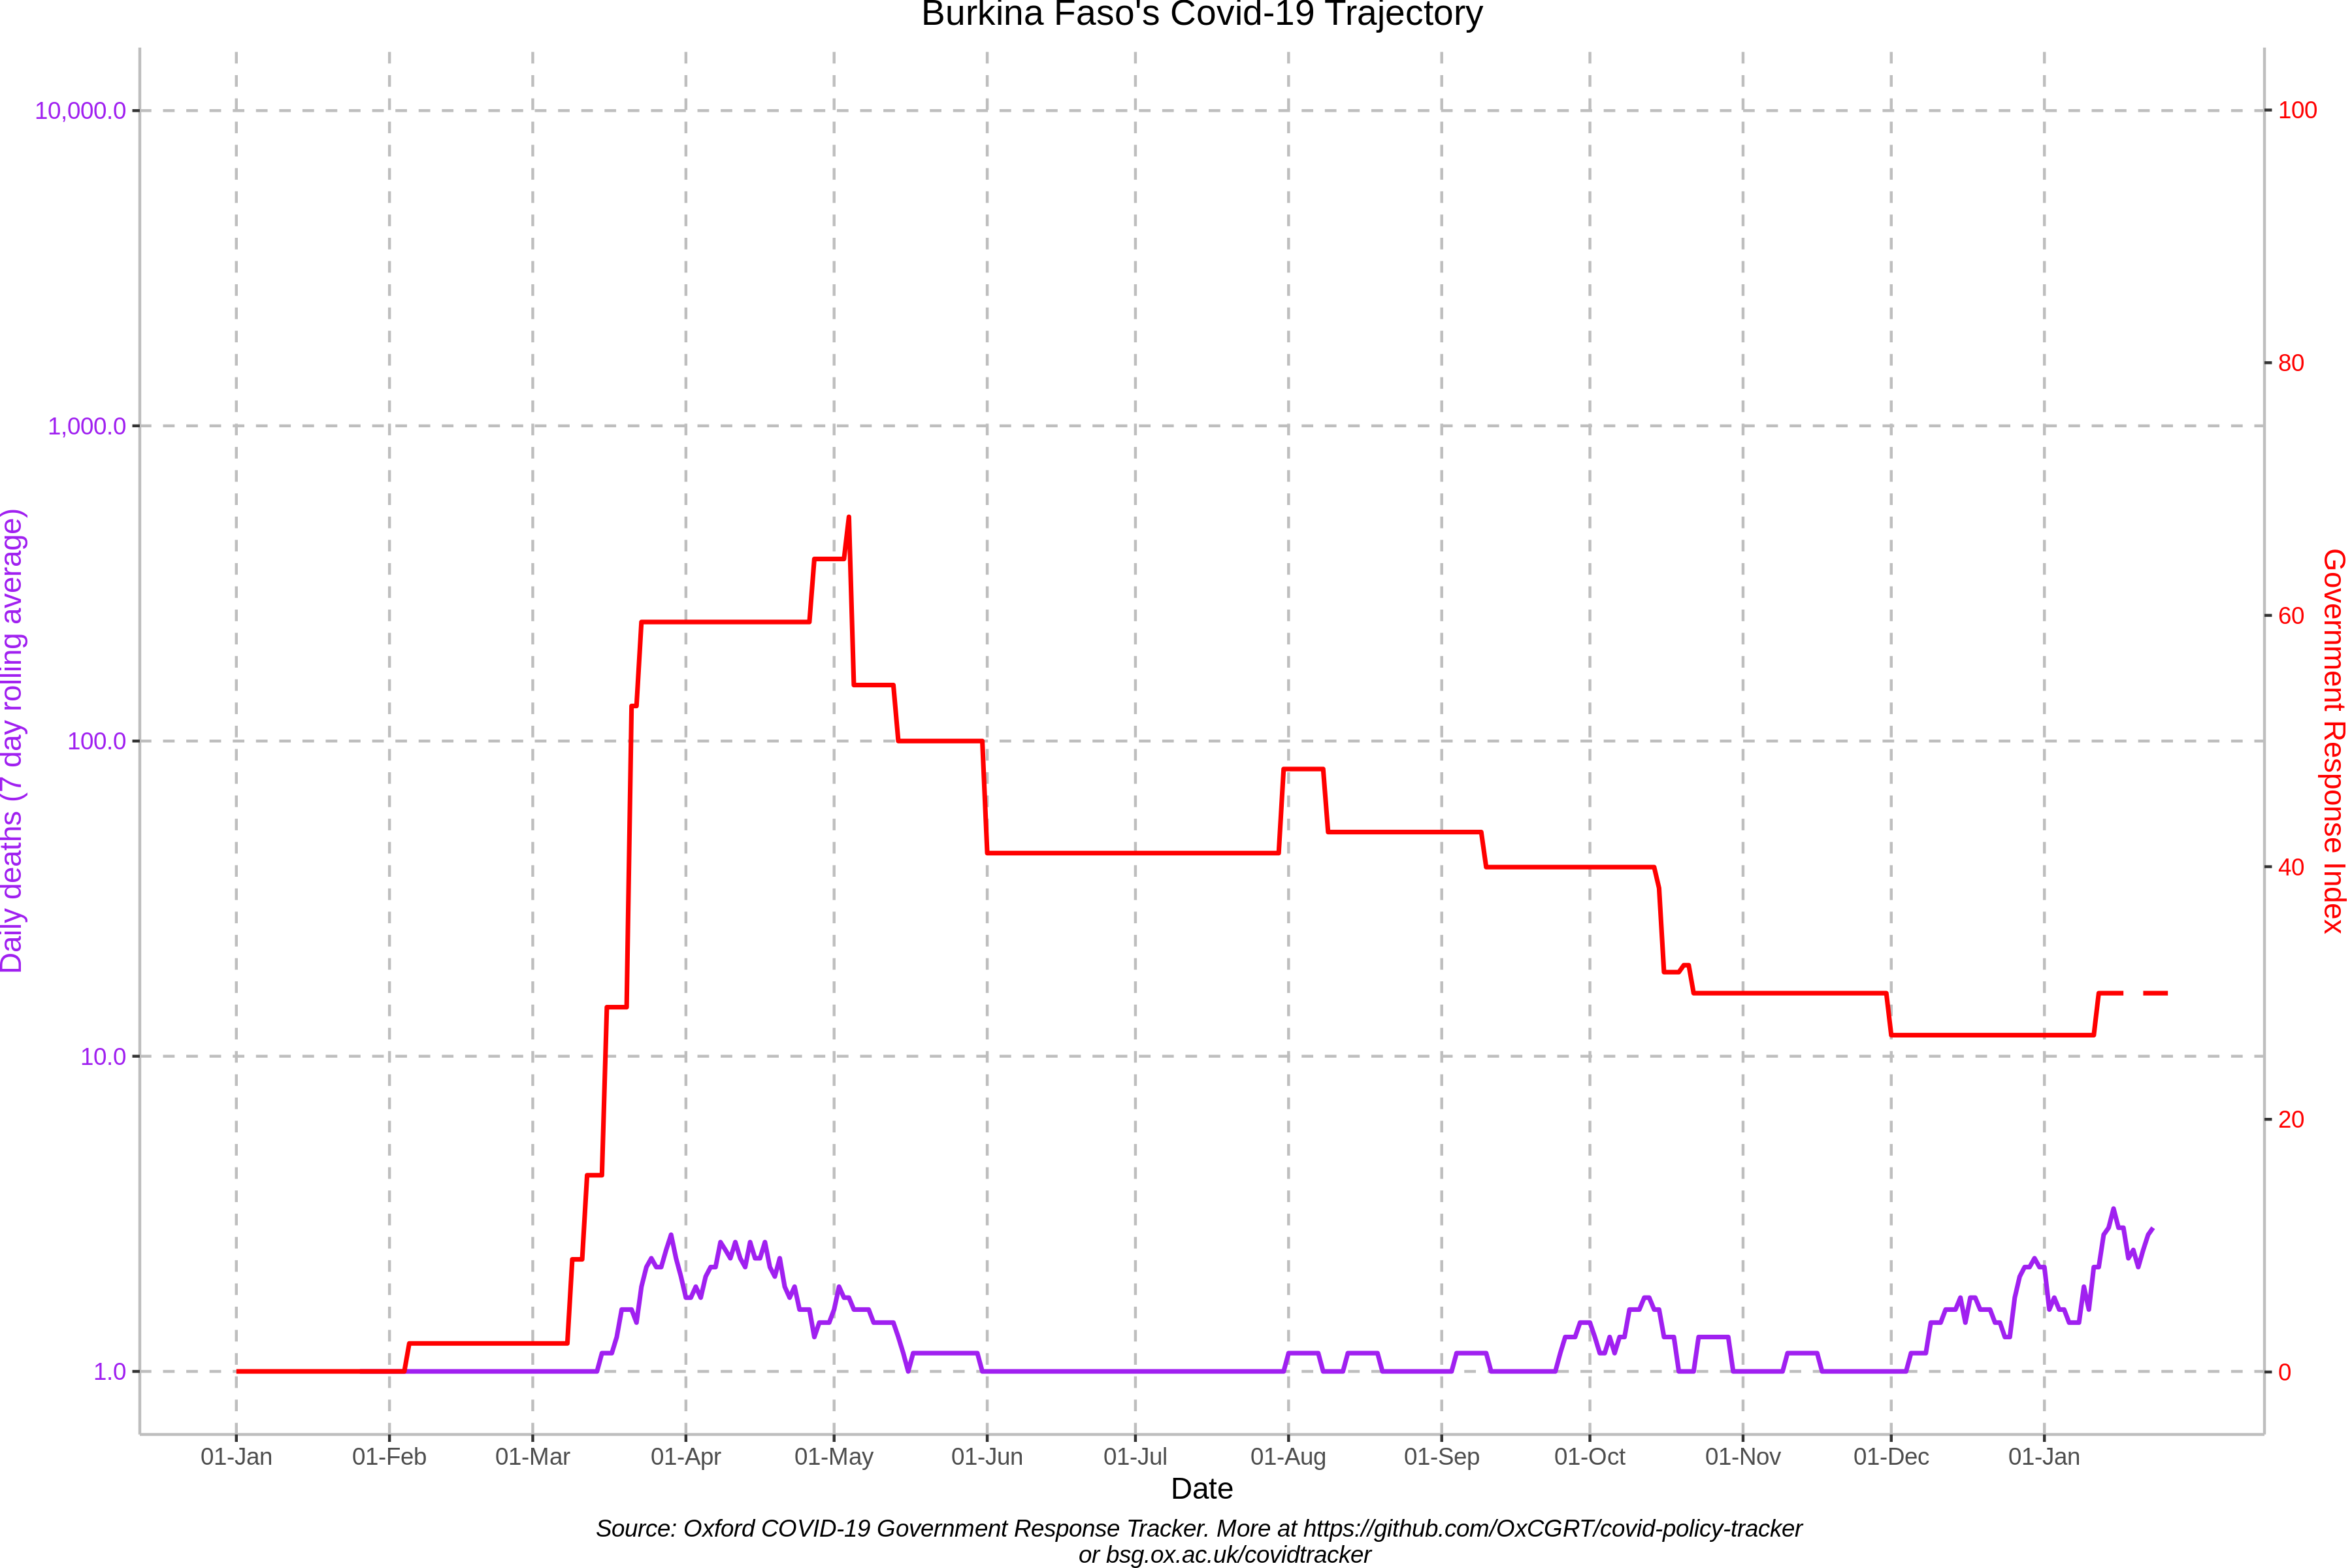 Burkina Faso's Covid-19 Trajectory
10,000.0
1,000.0
100.0
10.0
1.0
Daily deaths (7 day rolling average)
100
80
60
40
20
0
Government Response Index
01-Jan 01-Feb 01-Mar 01-Apr 01-May 01-Jun 01-Jul 01-Aug 01-Sep 01-Oct 01-Nov 01-Dec 01-Jan
Date
Source: Oxford COVID-19 Government Response Tracker. More at https://github.com/OxCGRT/covid-policy-tracker
or bsg.ox.ac.uk/covidtracker